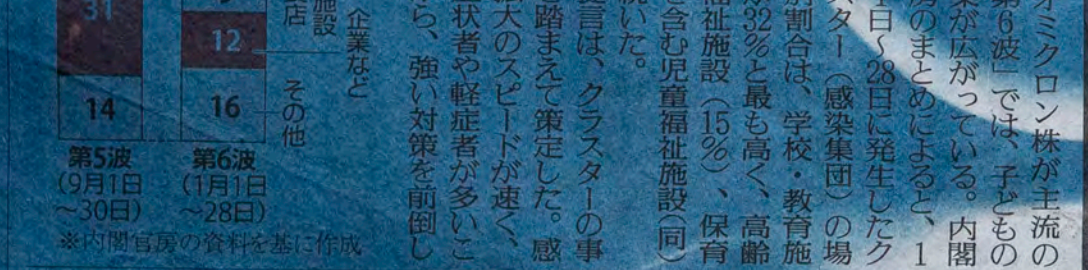 オミクロン株が主流の
第6波」では、子どもの
が広がっている。内閣
のまとめによると、1
日〜28日に発生したク
スター（感染集団）の場
別割合は、学校・教育施
が32%と最も高く、高齢
福祉施設（15%）、保育
を含む児童福祉施設（同）
続いた。
言は、クラスターの事
踏まえて策定した。感
拡大のスピードが速く、
症状者や軽症者が多いこ
から、強い対策を前倒し
企業など
施設
店
その他
31
14
12
16
第5波
(9月1日
〜30日)
第6波
(1月1日
〜28日)
※内閣官房の資料を基に作成